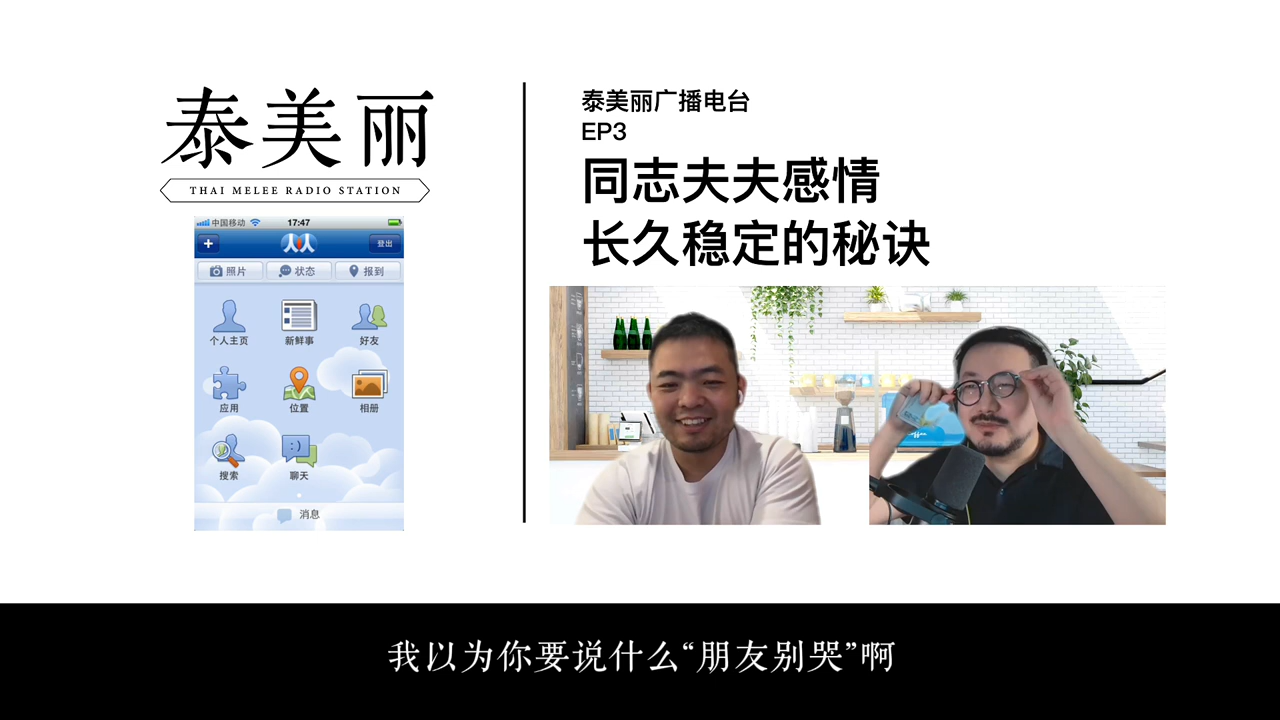 泰美丽
THAI MELEE RADIO STATION
中国移动 17:47
人人
登出
照片 状态 报到
个人主页 新鲜事 好友
应用 位置 相册
搜索 聊天
消息
泰美丽广播电台
EP3
同志夫夫感情
长久稳定的秘诀
我以为你要说什么“朋友别哭”啊